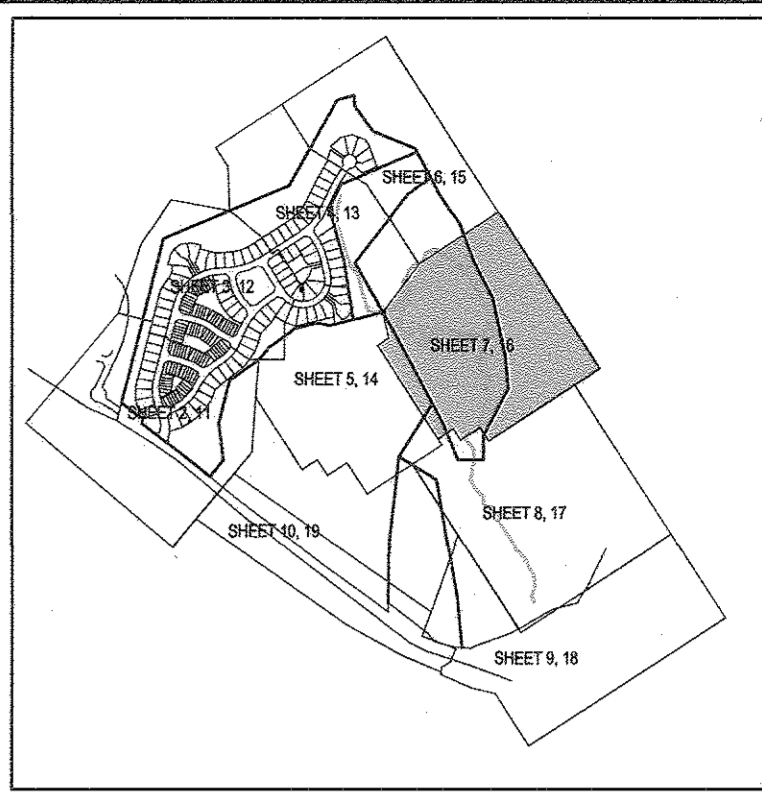 SHEET 6, 15
SHEET 4, 13
SHEET 3, 12
SHEET 7, 16
SHEET 5, 14
SHEET 2, 11
SHEET 8, 17
SHEET 10, 19
SHEET 9, 18